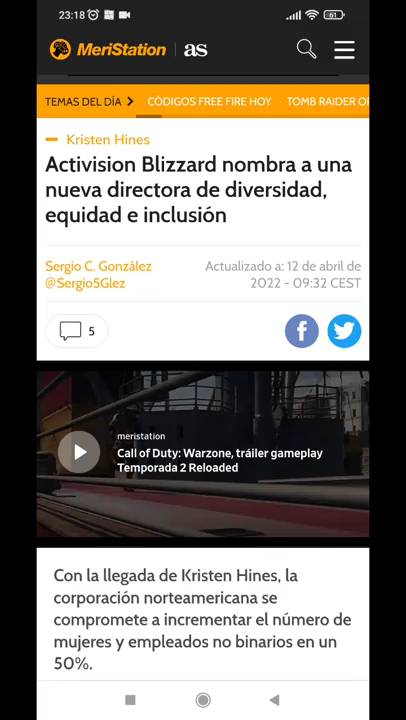 23:18
61
MeriStation as
TEMAS DEL DÍA CÓDIGOS FREE FIRE HOY TOMB RAIDER
Kristen Hines
Activision Blizzard nombra a una
nueva directora de diversidad,
equidad e inclusión
Sergio C. González
@Sergio5Glez
Actualizado a: 12 de abril de
2022 - 09:32 CEST
5
meristation
Call of Duty: Warzone, tráiler gameplay
Temporada 2 Reloaded
Con la llegada de Kristen Hines, la
corporación norteamericana se
compromete a incrementar el número de
mujeres y empleados no binarios en un
50%.